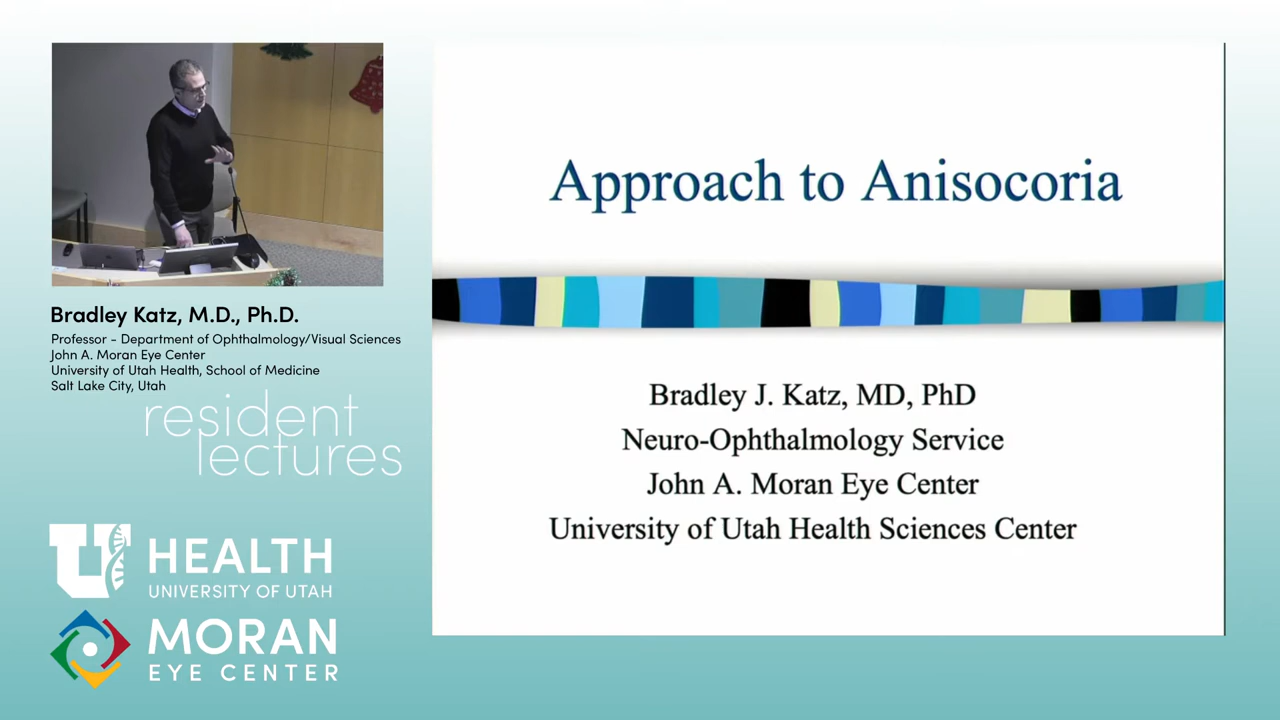 Bradley Katz, M.D., Ph.D.
Professor - Department of Ophthalmology/Visual Sciences
John A. Moran Eye Center
University of Utah Health, School of Medicine
Salt Lake City, Utah
resident
lectures
U HEALTH
UNIVERSITY OF UTAH
MORAN
EYE CENTER
Approach to Anisocoria
Bradley J. Katz, MD, PhD
Neuro-Ophthalmology Service
John A. Moran Eye Center
University of Utah Health Sciences Center